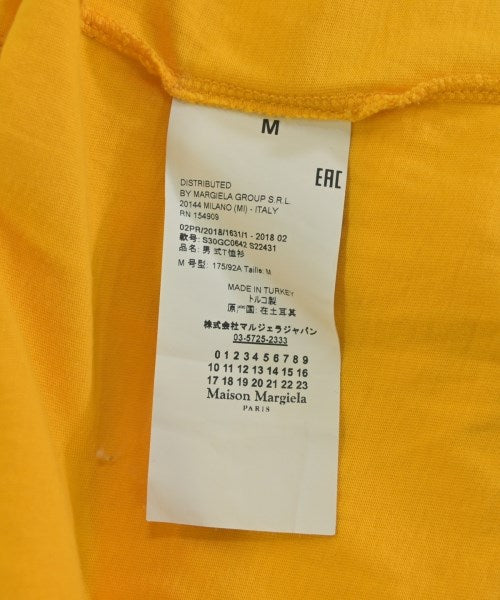 M
EAC
DISTRIBUTED
BY MARGIELA GROUP S.R.L.
20144 MILANO (MI) - ITALY
RN 154909
02PR/2018/1631/1 - 2018 02
款号: S30GC0642 S22431
品名: 男 式T恤衫
M 号型: 175/92A Taille: M
MADE IN TURKEY
トルコ製
原产国: 在土耳其
株式会社マルジェラジャパン
03-5725-2333
0 1 2 3 4 5 6 7 8 9
10 11 12 13 14 15 16
17 18 19 20 21 22 23
Maison Margiela
PARIS